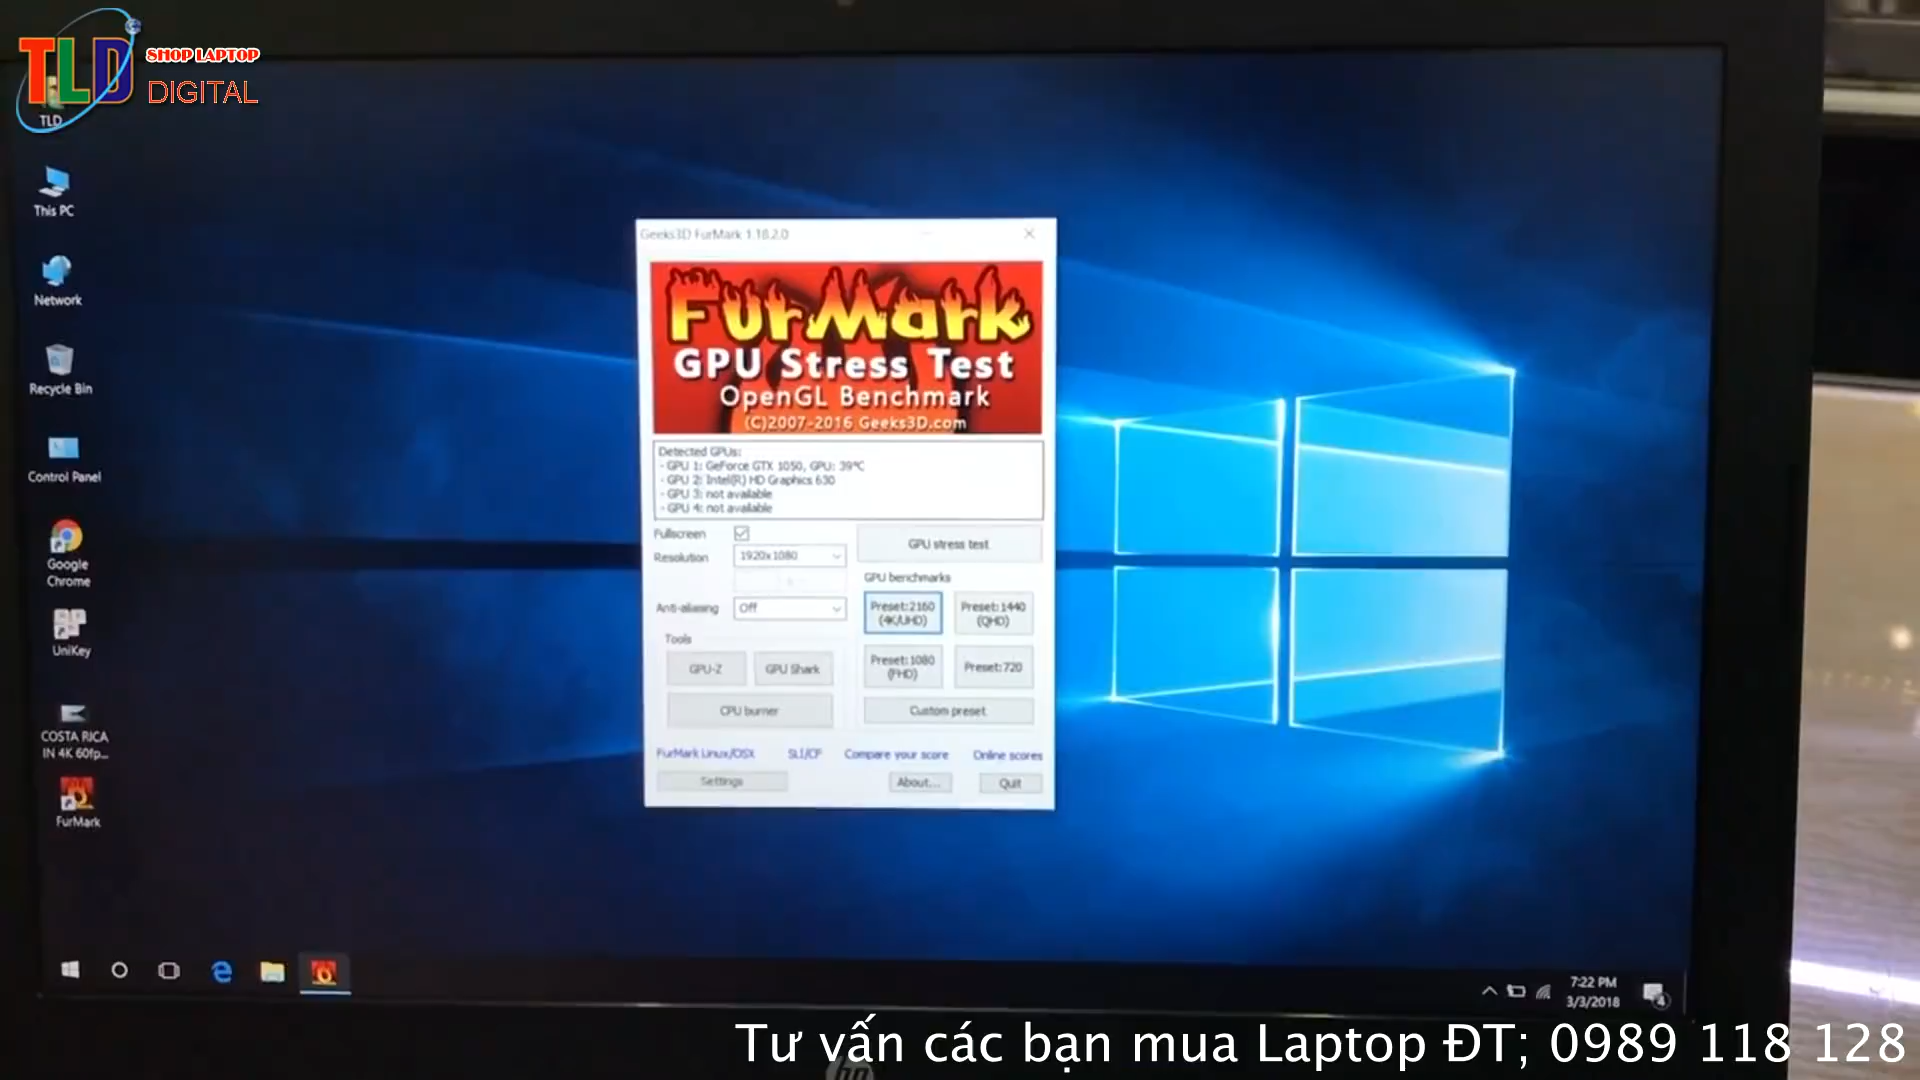 TLD
SHOP LAPTOP
DIGITAL
TLD
This PC
Network
Recycle Bin
Control Panel
Google
Chrome
UniKey
COSTA RICA
IN 4K 60fp...
FurMark
Geeks3D FurMark 1.18.2.0
FurMark
GPU Stress Test
OpenGL Benchmark
(C)2007-2016 Geeks3D.com
Detected GPUs:
- GPU 1: GeForce GTX 1050, GPU: 39°C
- GPU 2: Intel(R) HD Graphics 630
- GPU 3: not available
- GPU 4: not available
Fullscreen
Resolution
1920x1080
Anti-aliasing
Off
GPU stress test
GPU benchmarks
Preset:2160
(4K/UHD)
Preset:1440
(QHD)
Preset:1080
(FHD)
Preset:720
Custom preset
Tools
GPU-Z
GPU Shark
CPU burner
FurMark Linux/OSX
SLI/CF
Compare your score
Online scores
Settings
About...
Quit
7:22 PM
3/3/2018
4
Tư vấn các bạn mua Laptop ĐT; 0989 118 128
hp